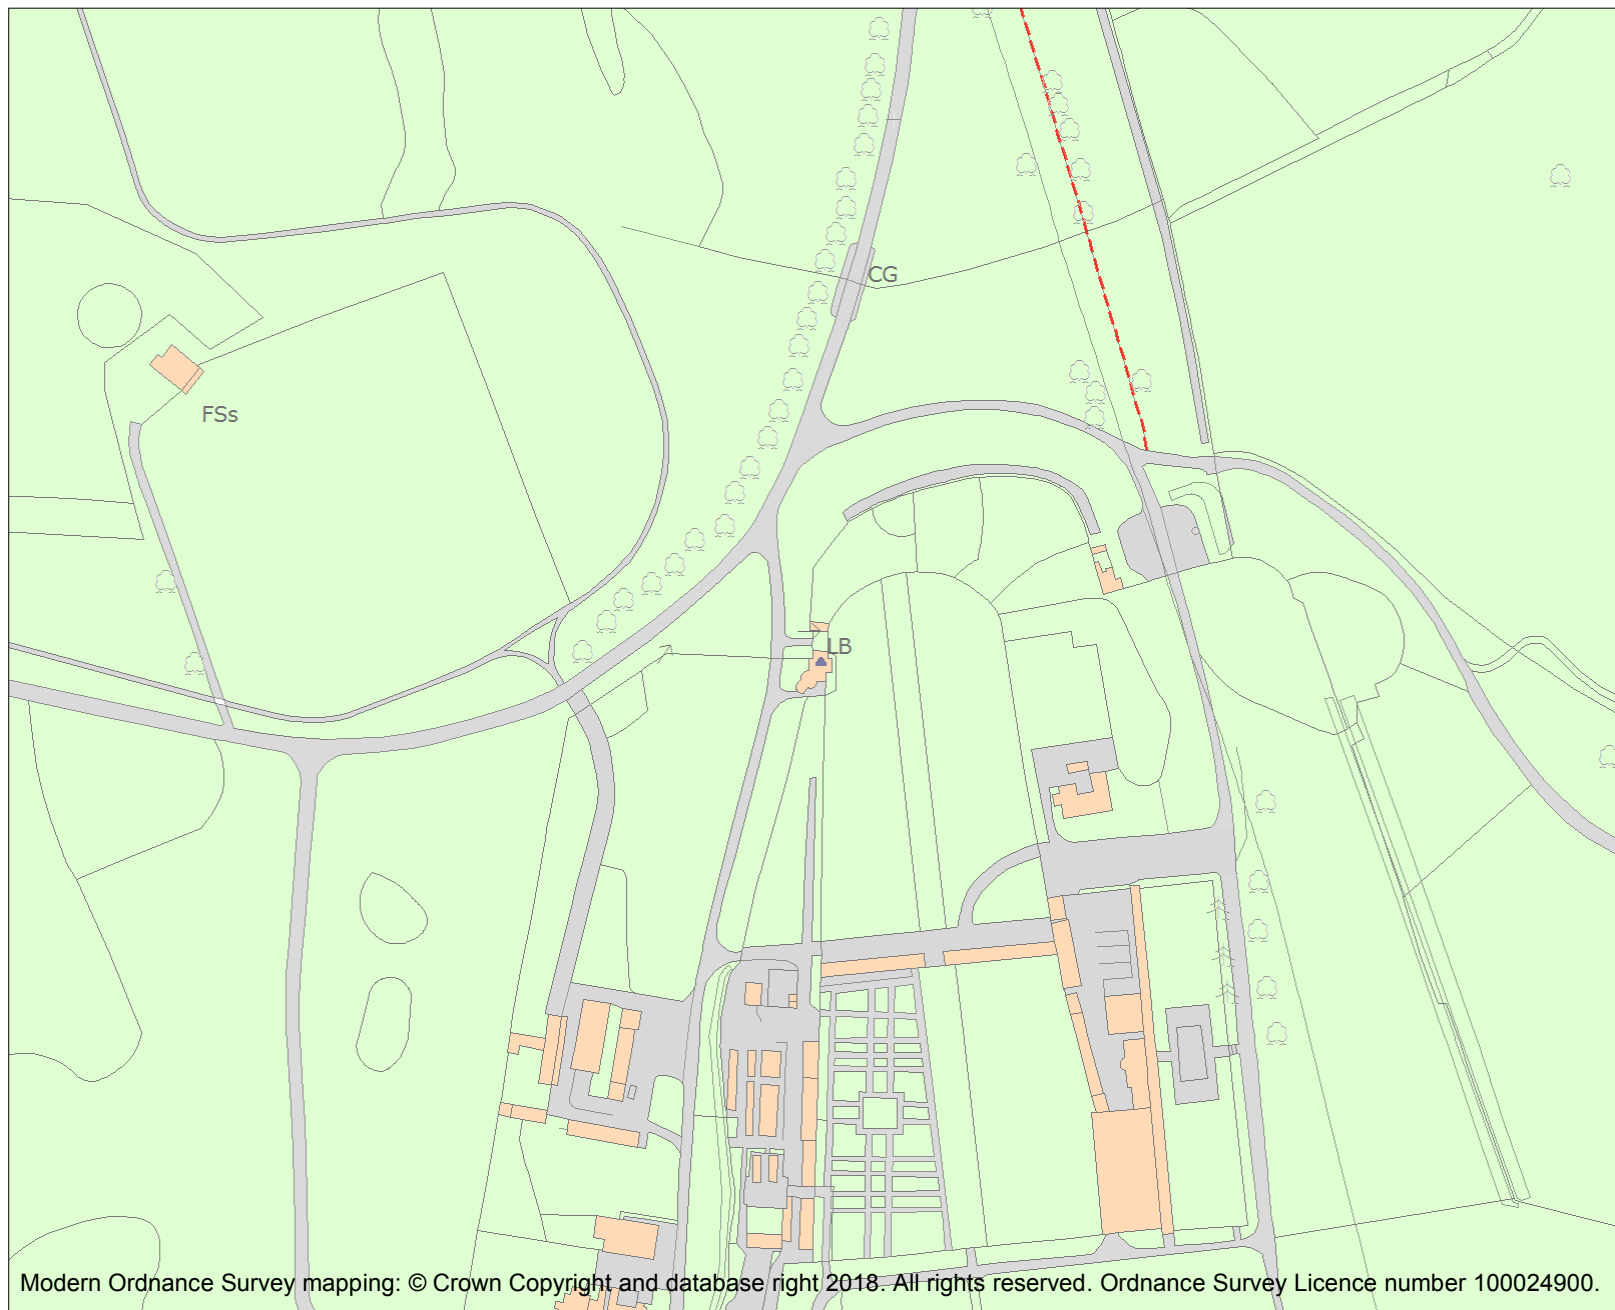 CG
FSs
LB
Modern Ordnance Survey mapping: © Crown Copyright and database right 2018. All rights reserved. Ordnance Survey Licence number 100024900.